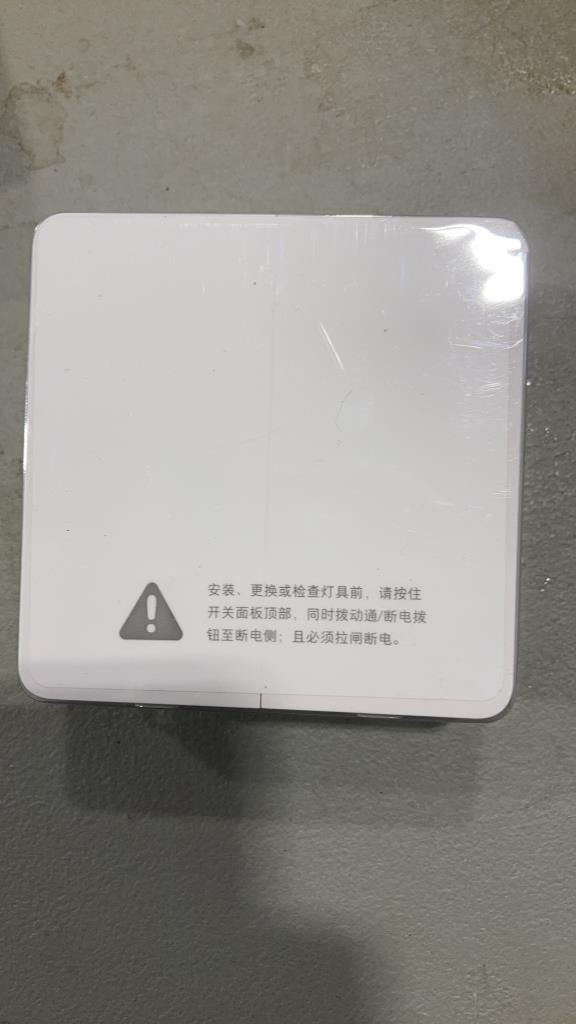 安装、更换或检查灯具前，请按住
开关面板顶部，同时拨动通/断电拨
钮至断电侧；且必须拉闸断电。